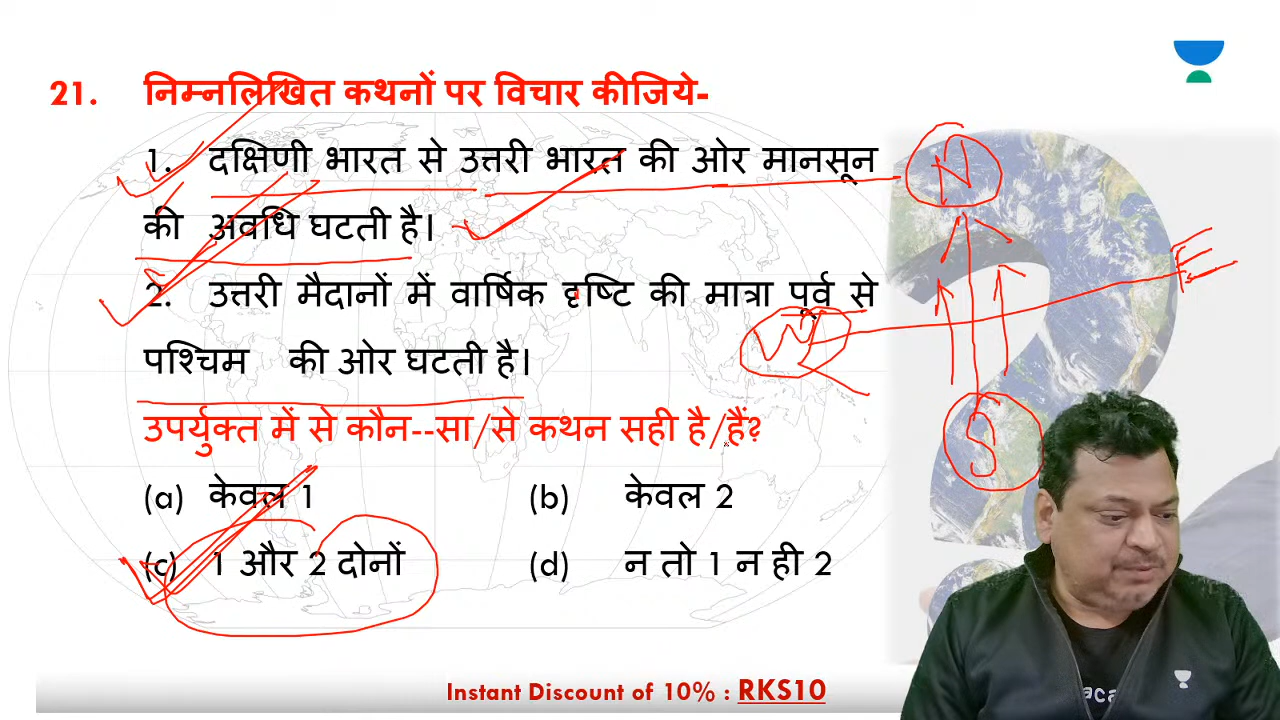 21. निम्नलिखित कथनों पर विचार कीजिये-
1. दक्षिणी भारत से उत्तरी भारत की ओर मानसून
की अवधि घटती है।
N
2. उत्तरी मैदानों में वार्षिक दृष्टि की मात्रा पूर्व से
E
पश्चिम की ओर घटती है।
W
उपर्युक्त में से कौन--सा/से कथन सही है/हैं?
S
(a) केवल 1 (b) केवल 2
(c) 1 और 2 दोनों (d) न तो 1 न ही 2
Instant Discount of 10% : RKS10